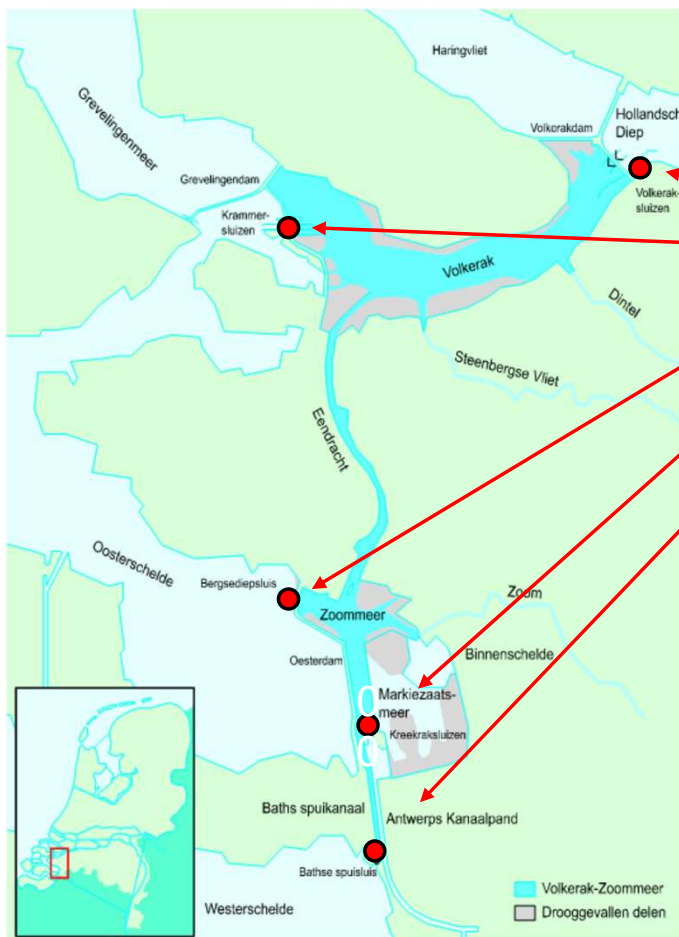 Haringvliet
Grevelingenmeer
Hollandsch
Diep
Volkerakdam
Volkerak-
sluizen
Grevelingendam
Krammer-
sluizen
Volkerak
Dintel
Steenbergse Vliet
Eendracht
Oosterschelde
Bergsediepsluis
Zoommeer
Zoom
Binnenschelde
Oesterdam
Markiezaats-
meer
Kreekraksluizen
Baths spuikanaal
Antwerps Kanaalpand
Bathse spuisluis
Westerschelde
Volkerak-Zoommeer
Drooggevallen delen